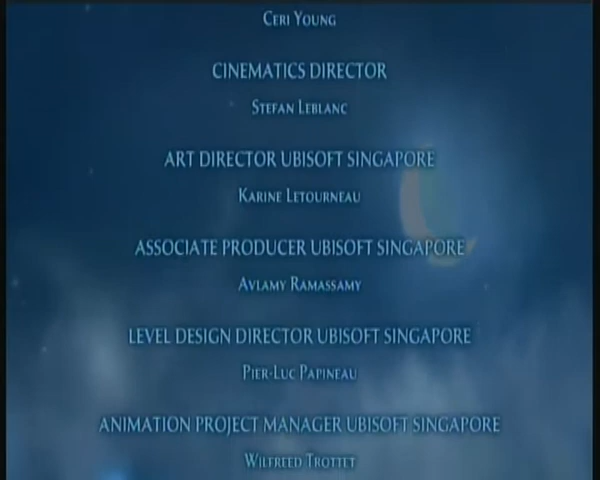 Ceri Young
CINEMATICS DIRECTOR
Stefan Leblanc
ART DIRECTOR UBISOFT SINGAPORE
Karine Letourneau
ASSOCIATE PRODUCER UBISOFT SINGAPORE
Avlamy Ramassamy
LEVEL DESIGN DIRECTOR UBISOFT SINGAPORE
Pier-Luc Papineau
ANIMATION PROJECT MANAGER UBISOFT SINGAPORE
Wilfreed Trottet